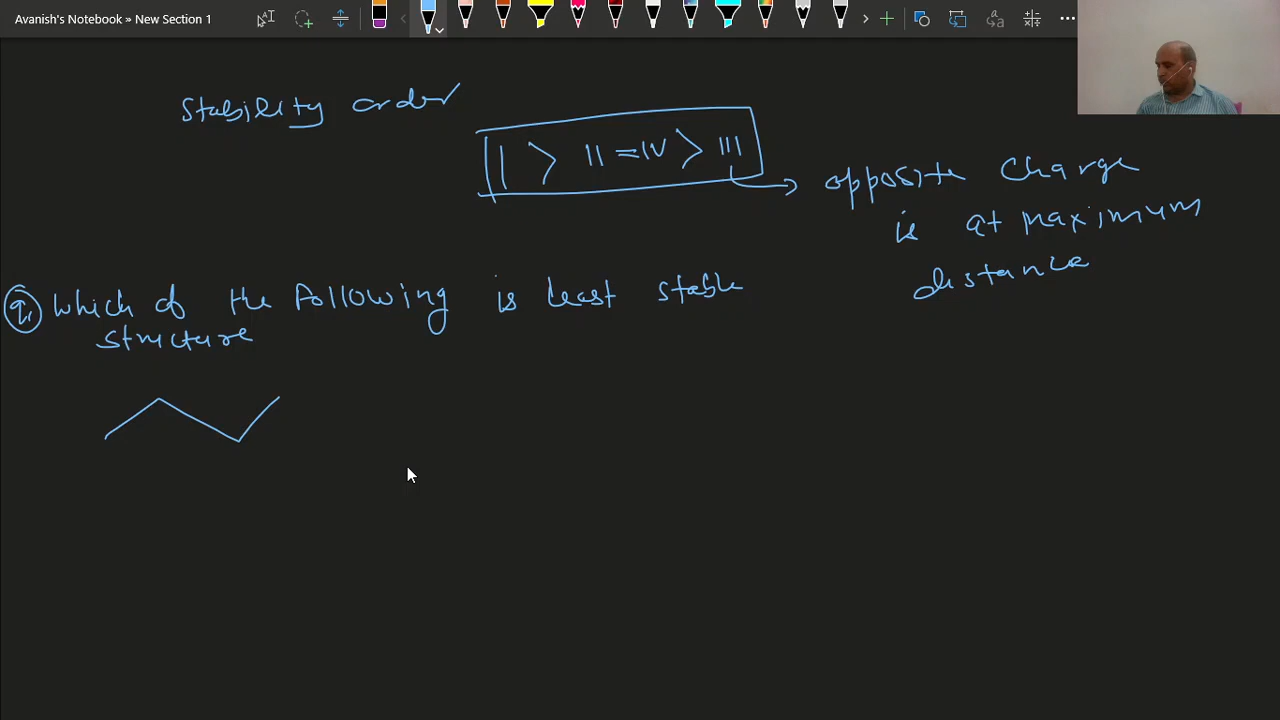 Avanish's Notebook » New Section 1
Stability order
I > II = IV > III
opposite charge
is at maximum
distance
q. Which of the following is least stable
structure